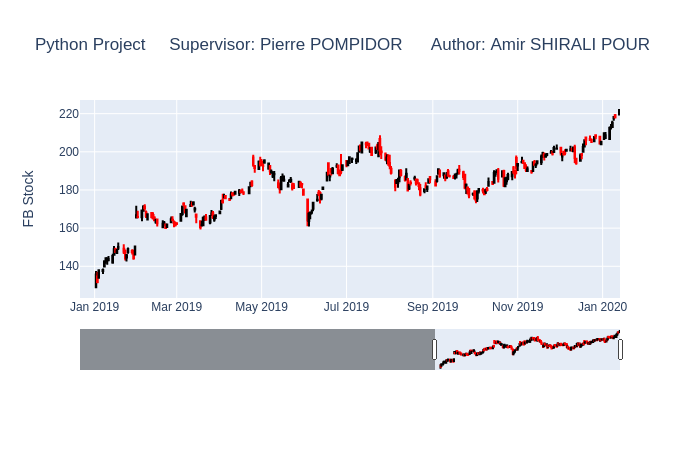 Python Project Supervisor: Pierre POMPIDOR Author: Amir SHIRALI POUR
FB Stock
220
200
180
160
140
Jan 2019 Mar 2019 May 2019 Jul 2019 Sep 2019 Nov 2019 Jan 2020